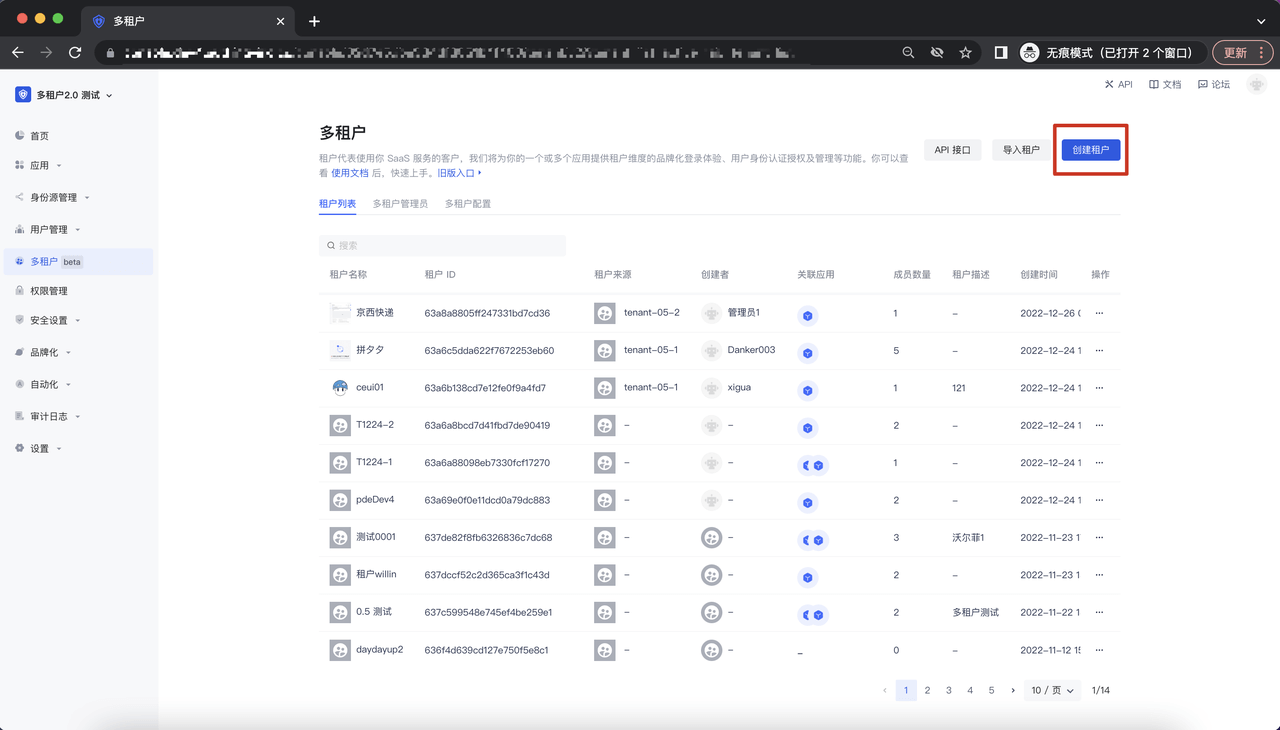 多租户
无痕模式（已打开 2 个窗口）
更新
多租户2.0 测试
API
文档
论坛
首页
应用
身份源管理
用户管理
多租户 beta
权限管理
安全设置
品牌化
自动化
审计日志
设置
多租户
租户代表使用你 SaaS 服务的客户，我们将为你的一个或多个应用提供租户维度的品牌化登录体验、用户身份认证授权及管理等功能。你可以查
看 使用文档 后，快速上手。旧版入口
API 接口
导入租户
创建租户
租户列表 多租户管理员 多租户配置
搜索
租户名称 租户 ID 租户来源 创建者 关联应用 成员数量 租户描述 创建时间 操作
京西快递 63a8a8805ff247331bd7cd36 tenant-05-2 管理员1 1 – 2022-12-26 ···
拼夕夕 63a6c5dda622f7672253eb60 tenant-05-1 Danker003 5 – 2022-12-24 1 ···
ceui01 63a6b138cd7e12fe0f9a4fd7 tenant-05-1 xigua 1 121 2022-12-24 1 ···
T1224-2 63a6a8bcd7d41fbd7de90419 – – 2 – 2022-12-24 1 ···
T1224-1 63a6a88098eb7330fcf17270 – – 1 – 2022-12-24 1 ···
pdeDev4 63a69e0f0e11dcd0a79dc883 – – 2 – 2022-12-24 1 ···
测试0001 637de82f8fb6326836c7dc68 – – 3 沃尔菲1 2022-11-23 1 ···
租户willin 637dccf52c2d365ca3f1c43d – – 2 – 2022-11-23 1 ···
0.5 测试 637c599548e745ef4be259e1 – – 2 多租户测试 2022-11-22 1 ···
daydayup2 636f4d639cd127e750f5e8c1 – – _ 0 – 2022-11-12 ···
1 2 3 4 5 10 / 页 1/14